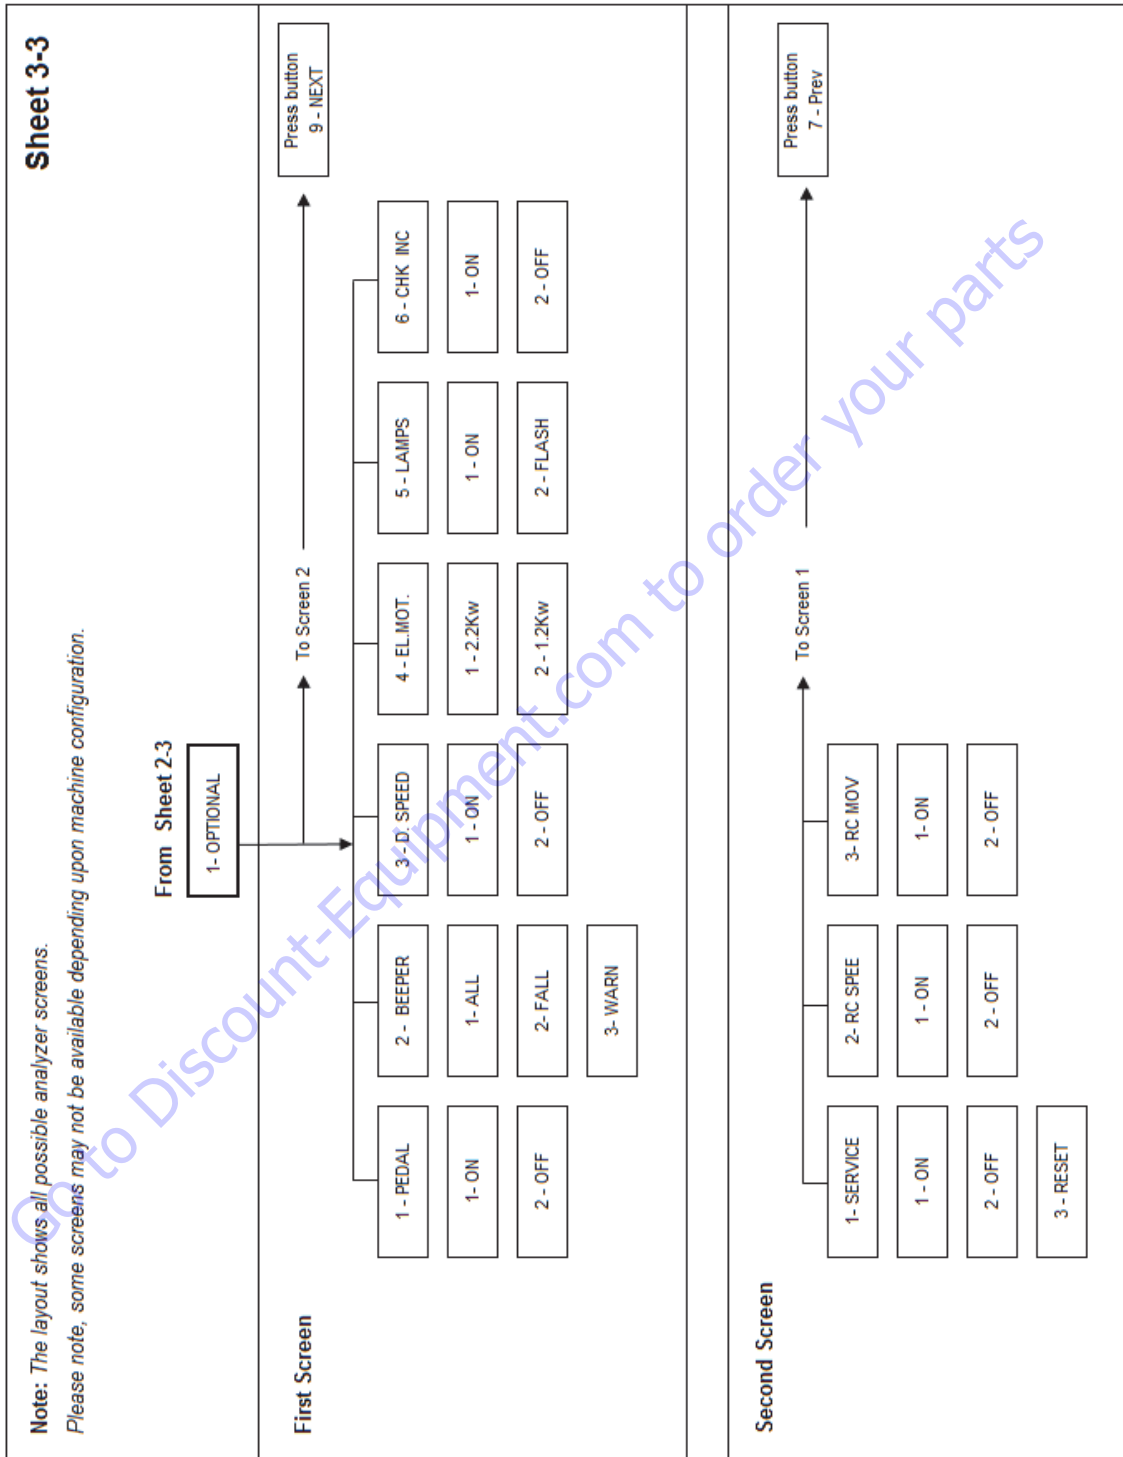 Sheet 3-3
Note: The layout shows all possible analyzer screens.
Please note, some screens may not be available depending upon machine configuration.
From Sheet 2-3
1- OPTIONAL
First Screen
To Screen 2
Press button
9 - NEXT
1 - PEDAL
2 - BEEPER
3 - D. SPEED
4 - EL.MOT.
5 - LAMPS
6 - CHK INC
1- ON
1- ALL
1 - ON
1 - 2.2Kw
1 - ON
1- ON
2 - OFF
2- FALL
2 - OFF
2 - 1.2Kw
2 - FLASH
2 - OFF
3- WARN
Second Screen
To Screen 1
Press button
7 - Prev
1- SERVICE
2- RC SPEE
3- RC MOV
1 - ON
1 - ON
1- ON
2 - OFF
2- OFF
2 - OFF
3 - RESET
Go to Discount-Equipment.com to order your parts